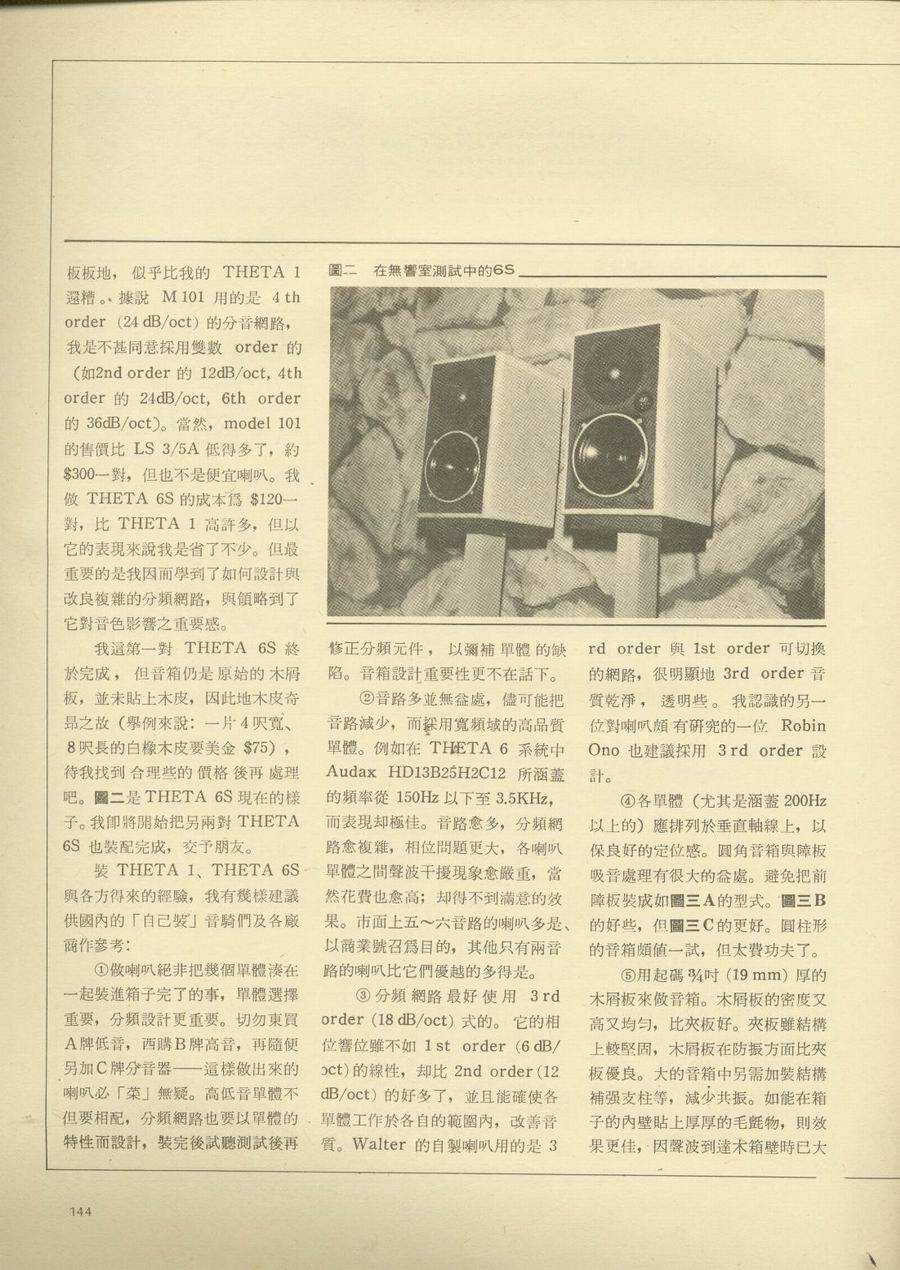 板板地，似乎比我的 THETA 1
還糟。據說 M 101 用的是 4 th
order (24 dB/oct) 的分音網路，
我是不甚同意採用雙數 order 的
（如2nd order 的 12dB/oct, 4th
order 的 24dB/oct, 6th order
的 36dB/oct)。當然，model 101
的售價比 LS 3/5A 低得多了，約
$300一對，但也不是便宜喇叭。我
做 THETA 6S 的成本爲 $120一
對，比 THETA 1 高許多，但以
它的表現來說我是省了不少。但最
重要的是我因而學到了如何設計與
改良複雜的分頻網路，與領略到了
它對音色影響之重要感。
我這第一對 THETA 6S 終
於完成，但音箱仍是原始的木屑
板，並未貼上木皮，因此地木皮奇
昂之故（舉例來說：一片4呎寬、
8呎長的白橡木皮要美金 $75），
待我找到合理些的價格後再處理
吧。圖二是 THETA 6S 現在的樣
子。我即將開始把另兩對 THETA
6S 也裝配完成，交予朋友。
裝 THETA 1、THETA 6S
與各方得來的經驗，我有幾樣建議
供國內的「自己裝」音騎們及各廠
商作參考：
①做喇叭絕非把幾個單體湊在
一起裝進箱子完了的事，單體選擇
重要，分頻設計更重要。切勿東買
A牌低音，西購B牌高音，再隨便
另加C牌分音器——這樣做出來的
喇叭必「菜」無疑。高低音單體不
但要相配，分頻網路也要以單體的
特性而設計，裝完後試聽測試後再
圖二 在無響室測試中的6S
修正分頻元件，以彌補單體的缺
陷。音箱設計重要性更不在話下。
②音路多並無益處，儘可能把
音路減少，而採用寬頻域的高品質
單體。例如在 THETA 6 系統中
Audax HD13B25H2C12 所涵蓋
的頻率從 150Hz 以下至 3.5KHz，
而表現却極佳。音路愈多，分頻網
路愈複雜，相位問題更大，各喇叭
單體之間聲波干擾現象愈嚴重，當
然花費也愈高；却得不到滿意的效
果。市面上五～六音路的喇叭多是、
以商業號召爲目的，其他只有兩音
路的喇叭比它們優越的多得是。
③分頻網路最好使用 3 rd
order (18 dB/oct) 式的。它的相
位響位雖不如 1 st order (6 dB/
oct) 的線性，却比 2nd order (12
dB/oct) 的好多了，並且能確使各
單體工作於各自的範圍內，改善音
質。Walter 的自製喇叭用的是 3
rd order 與 1st order 可切換
的網路，很明顯地 3rd order 音
質乾淨，透明些。我認識的另一
位對喇叭頗有研究的一位 Robin
Ono 也建議採用 3 rd order 設
計。
④各單體（尤其是涵蓋 200Hz
以上的）應排列於垂直軸線上，以
保良好的定位感。圓角音箱與障板
吸音處理有很大的益處。避免把前
障板裝成如圖三A的型式。圖三B
的好些，但圖三C的更好。圓柱形
的音箱頗值一試，但太費功夫了。
⑤用起碼 ¾吋 (19 mm) 厚的
木屑板來做音箱。木屑板的密度又
高又均勻，比夾板好。夾板雖結構
上較堅固，木屑板在防振方面比夾
板優良。大的音箱中另需加裝結構
補强支柱等，減少共振。如能在箱
子的內壁貼上厚厚的毛氈物，則效
果更佳，因聲波到達木箱壁時已大
144